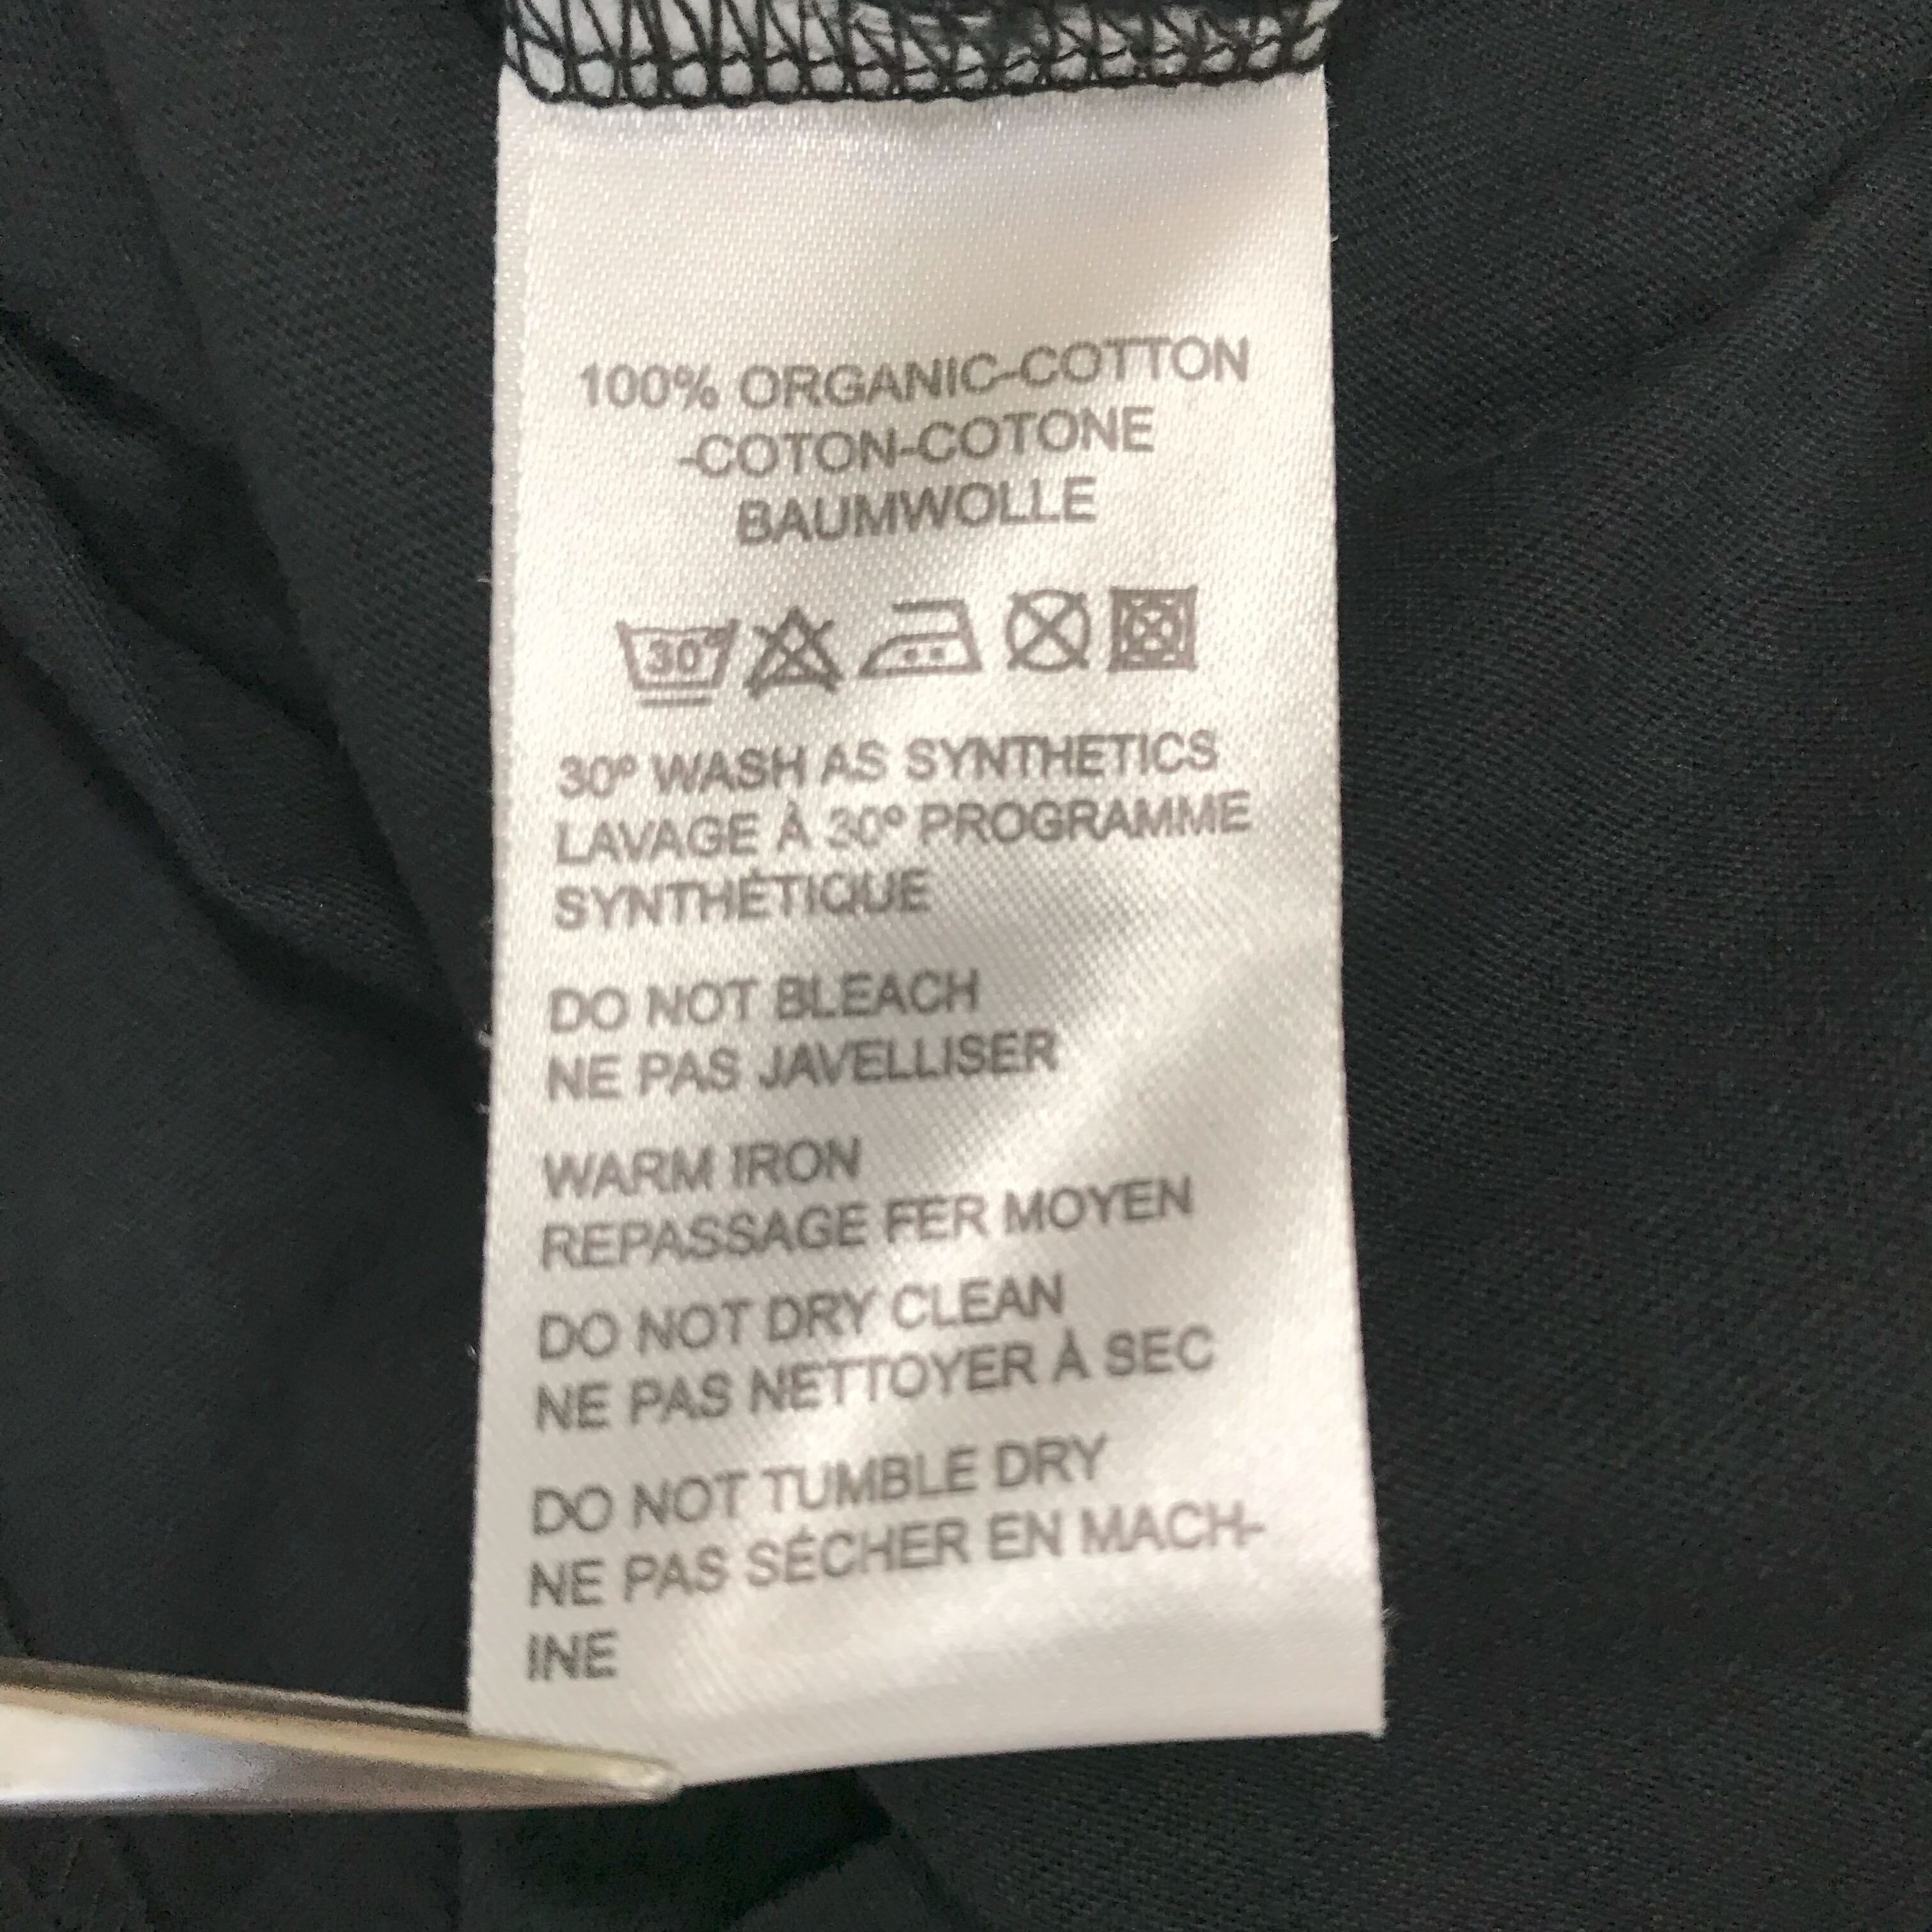 100% ORGANIC-COTTON
-COTON-COTONE
BAUMWOLLE
30°
30º WASH AS SYNTHETICS
LAVAGE À 30º PROGRAMME
SYNTHÉTIQUE
DO NOT BLEACH
NE PAS JAVELLISER
WARM IRON
REPASSAGE FER MOYEN
DO NOT DRY CLEAN
NE PAS NETTOYER À SEC
DO NOT TUMBLE DRY
NE PAS SÉCHER EN MACH-
INE